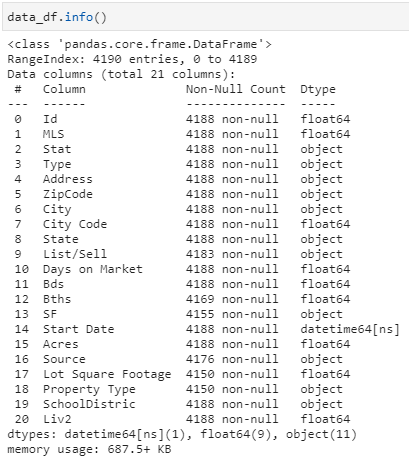 data_df.info()
<class 'pandas.core.frame.DataFrame'>
RangeIndex: 4190 entries, 0 to 4189
Data columns (total 21 columns):
 #   Column              Non-Null Count  Dtype
---  ------              --------------  -----
 0   Id                  4188 non-null   float64
 1   MLS                 4188 non-null   float64
 2   Stat                4188 non-null   object
 3   Type                4188 non-null   object
 4   Address             4188 non-null   object
 5   ZipCode             4188 non-null   object
 6   City                4188 non-null   object
 7   City Code           4188 non-null   float64
 8   State               4188 non-null   object
 9   List/Sell           4183 non-null   object
 10  Days on Market      4188 non-null   float64
 11  Bds                 4188 non-null   float64
 12  Bths                4169 non-null   float64
 13  SF                  4155 non-null   object
 14  Start Date          4188 non-null   datetime64[ns]
 15  Acres               4188 non-null   float64
 16  Source              4176 non-null   object
 17  Lot Square Footage  4150 non-null   float64
 18  Property Type       4150 non-null   object
 19  SchoolDistric       4188 non-null   object
 20  Liv2                4188 non-null   float64
dtypes: datetime64[ns](1), float64(9), object(11)
memory usage: 687.5+ KB